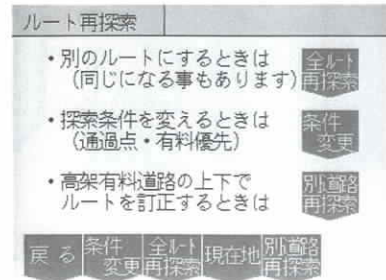 ルート再探索
・別のルートにするときは
（同じになる事もあります）
全ルート
再探索
・探索条件を変えるときは
（通過点・有料優先）
条件
変更
・高架有料道路の上下で
ルートを訂正するときは
別道路
再探索
戻る
条件
変更
全ルート
再探索
現在地
別道路
再探索